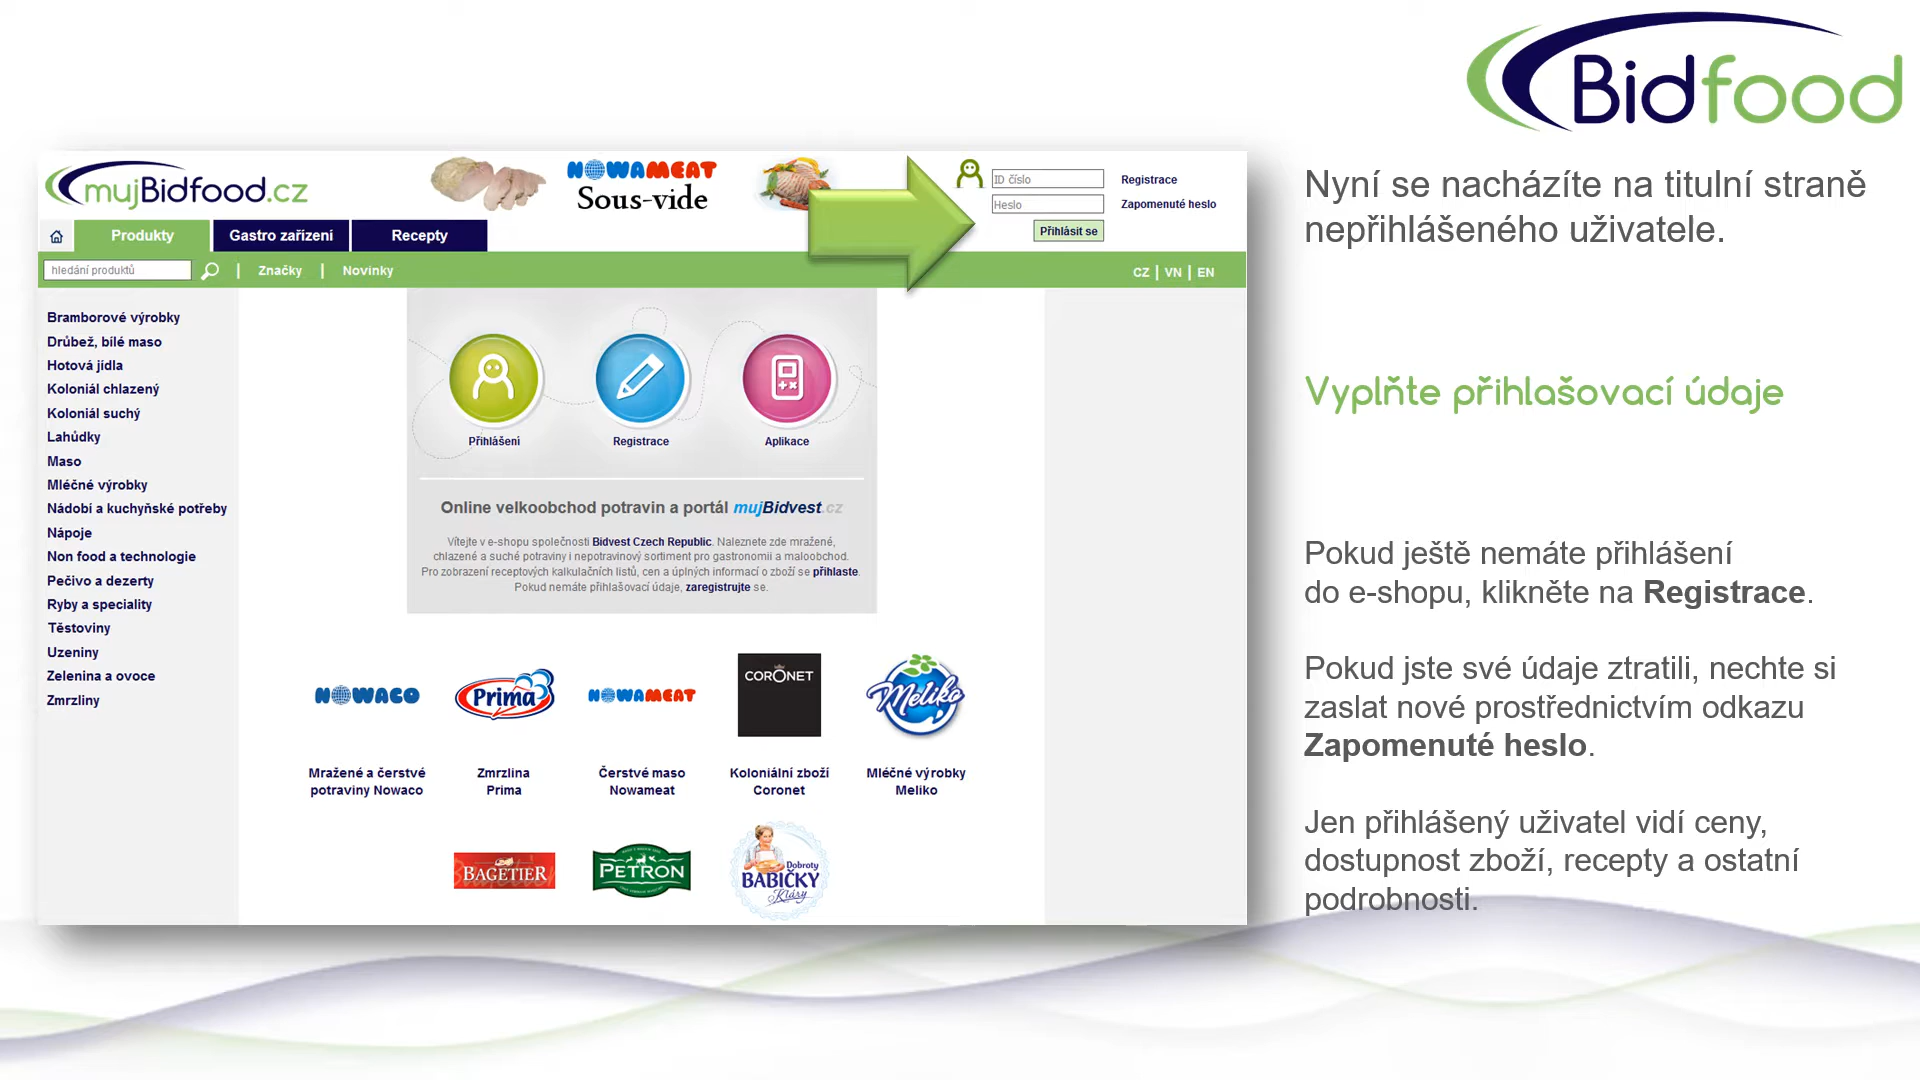 Bidfood
mujBidfood.cz
NOWAMEAT
Sous-vide
ID číslo
Registrace
Heslo
Zapomenuté heslo
Přihlásit se
Produkty
Gastro zařízení
Recepty
hledání produktů
| Značky | Novinky
CZ | VN | EN
Bramborové výrobky
Drůbež, bílé maso
Hotová jídla
Koloniál chlazený
Koloniál suchý
Lahůdky
Maso
Mléčné výrobky
Nádobí a kuchyňské potřeby
Nápoje
Non food a technologie
Pečivo a dezerty
Ryby a speciality
Těstoviny
Uzeniny
Zelenina a ovoce
Zmrzliny
Přihlášení
Registrace
Aplikace
Online velkoobchod potravin a portál mujBidvest.cz
Vítejte v e-shopu společnosti Bidvest Czech Republic. Naleznete zde mražené,
chlazené a suché potraviny i nepotravinový sortiment pro gastronomii a maloobchod.
Pro zobrazení receptových kalkulačních listů, cen a úplných informací o zboží se přihlaste.
Pokud nemáte přihlašovací údaje, zaregistrujte se.
NOWACO
Prima
NOWAMEAT
CORONET
Meliko
Mražené a čerstvé
potraviny Nowaco
Zmrzlina
Prima
Čerstvé maso
Nowameat
Koloniální zboží
Coronet
Mléčné výrobky
Meliko
BAGETIER
PETRON
Dobroty
BABIČKY
Kláry
Nyní se nacházíte na titulní straně
nepřihlášeného uživatele.
Vyplňte přihlašovací údaje
Pokud ještě nemáte přihlášení
do e-shopu, klikněte na Registrace.
Pokud jste své údaje ztratili, nechte si
zaslat nové prostřednictvím odkazu
Zapomenuté heslo.
Jen přihlášený uživatel vidí ceny,
dostupnost zboží, recepty a ostatní
podrobnosti.